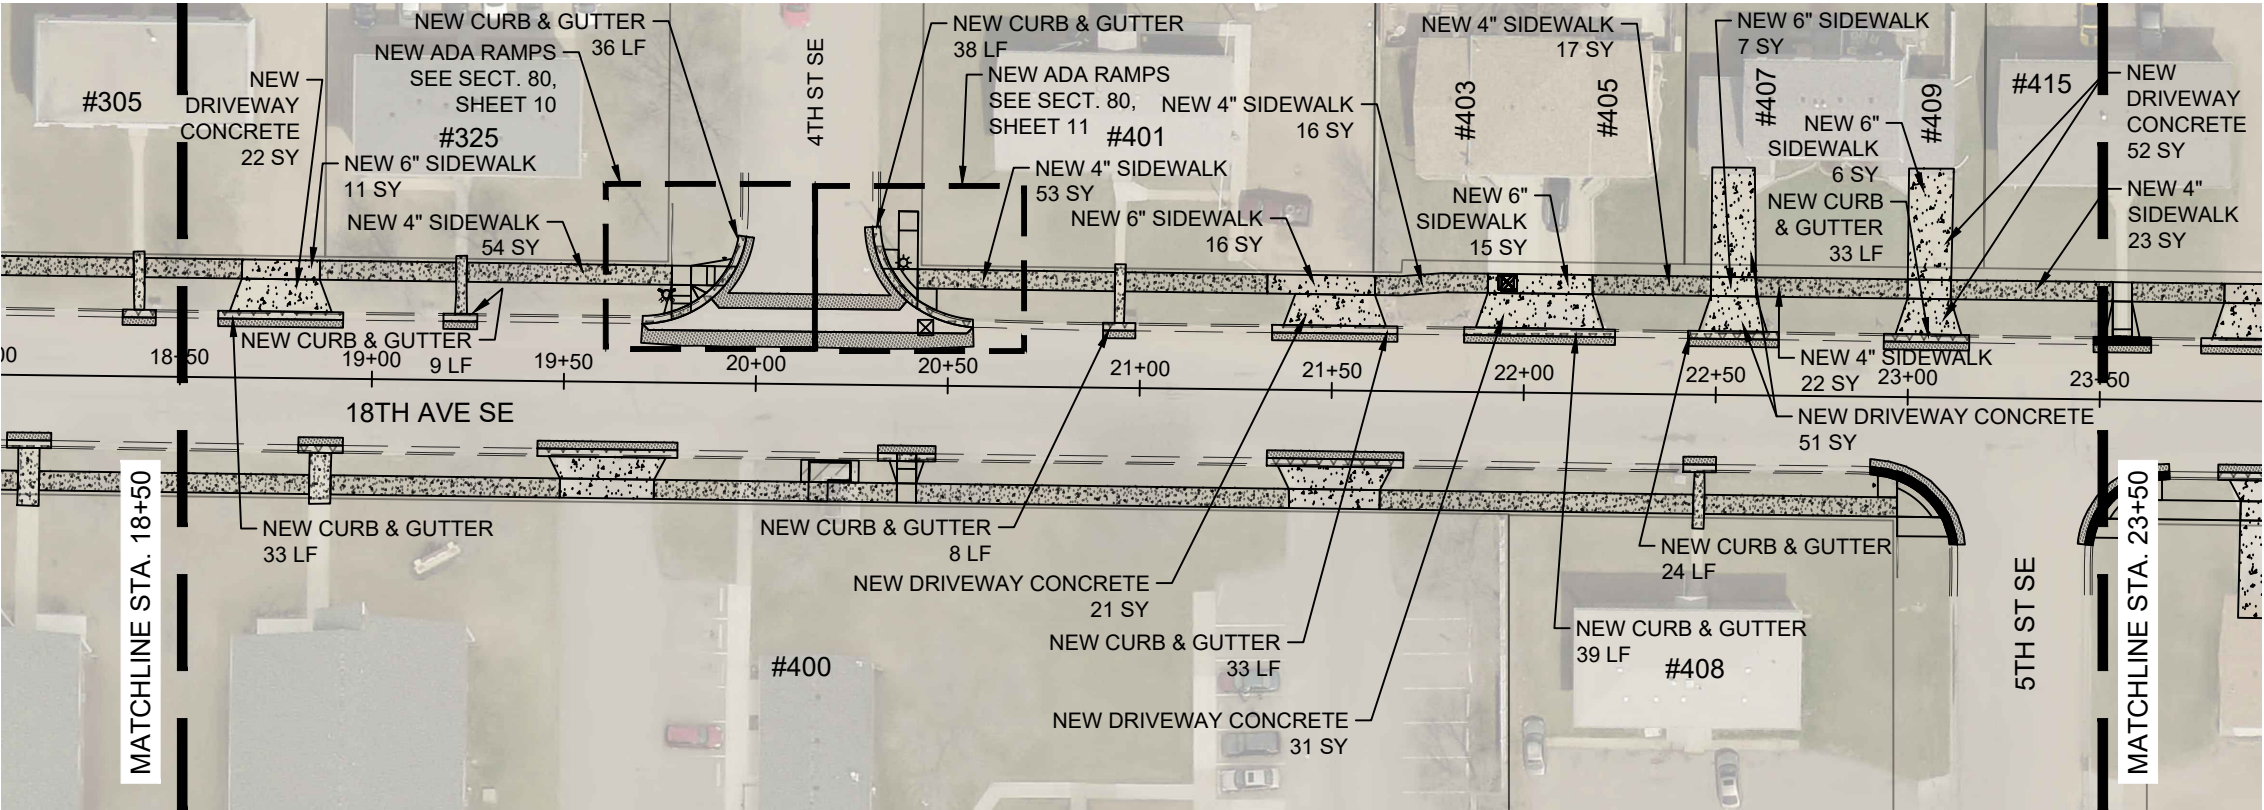 NEW CURB & GUTTER
36 LF
NEW ADA RAMPS
SEE SECT. 80,
SHEET 10
#305
NEW
DRIVEWAY
CONCRETE
22 SY
#325
NEW 6" SIDEWALK
11 SY
NEW 4" SIDEWALK
54 SY
4TH ST SE
NEW CURB & GUTTER
38 LF
NEW ADA RAMPS
SEE SECT. 80,
SHEET 11
#401
NEW 4" SIDEWALK
53 SY
NEW 6" SIDEWALK
16 SY
NEW 4" SIDEWALK
16 SY
NEW 4" SIDEWALK
17 SY
#403
#405
NEW 6"
SIDEWALK
15 SY
NEW 6" SIDEWALK
7 SY
#407
#409
NEW 6"
SIDEWALK
6 SY
NEW CURB
& GUTTER
33 LF
#415
NEW
DRIVEWAY
CONCRETE
52 SY
NEW 4"
SIDEWALK
23 SY
NEW CURB & GUTTER
9 LF
00
18+50
19+00
19+50
20+00
20+50
21+00
21+50
22+00
22+50
23+00
23+50
NEW 4" SIDEWALK
22 SY
18TH AVE SE
NEW DRIVEWAY CONCRETE
51 SY
MATCHLINE STA. 18+50
NEW CURB & GUTTER
33 LF
NEW CURB & GUTTER
8 LF
NEW DRIVEWAY CONCRETE
21 SY
NEW CURB & GUTTER
33 LF
NEW DRIVEWAY CONCRETE
31 SY
#400
NEW CURB & GUTTER
24 LF
NEW CURB & GUTTER
39 LF
#408
5TH ST SE
MATCHLINE STA. 23+50